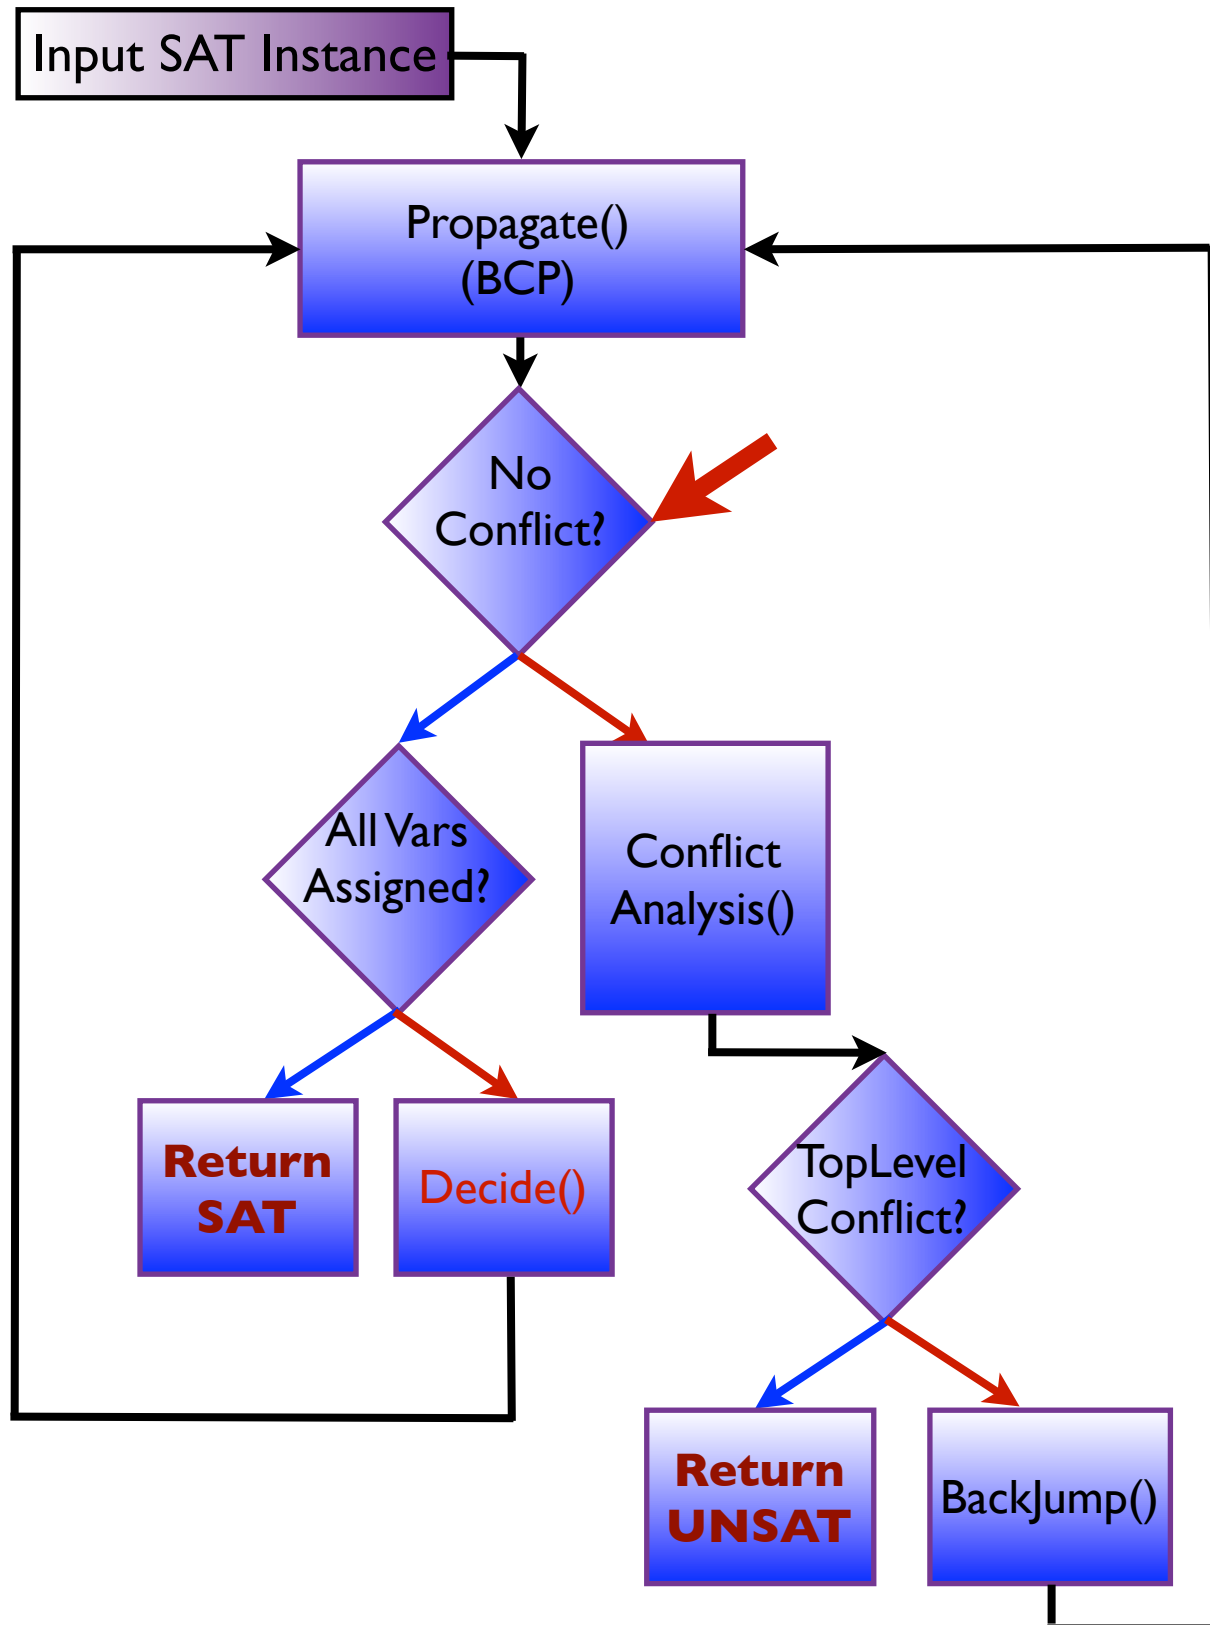 Input SAT Instance
Propagate()
(BCP)
No
Conflict?
All Vars
Assigned?
Conflict
Analysis()
Return
SAT
Decide()
TopLevel
Conflict?
Return
UNSAT
BackJump()